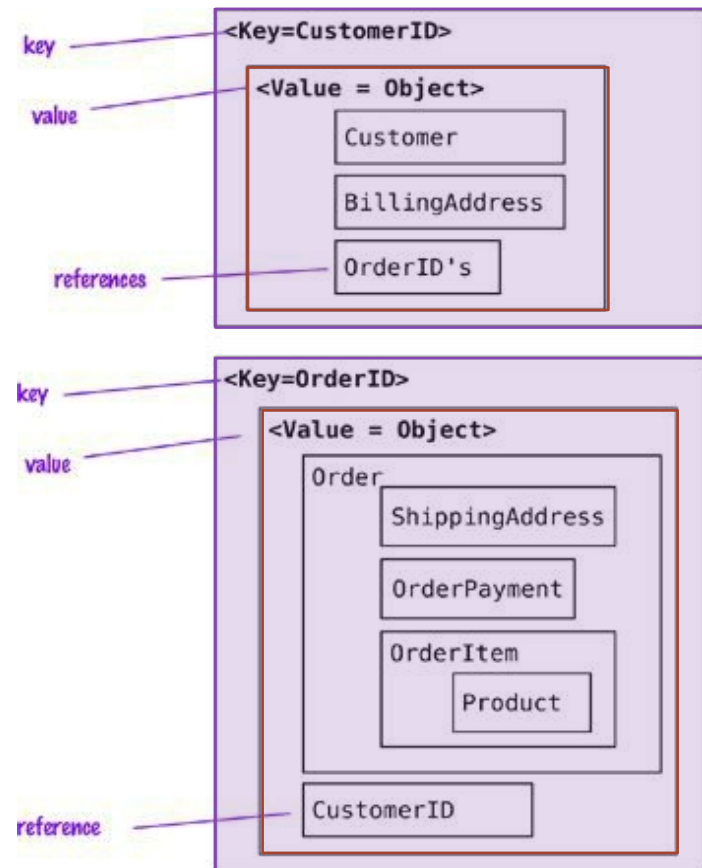 key
<Key=CustomerID>
value
<Value = Object>
Customer
BillingAddress
references
OrderID's
key
<Key=OrderID>
value
<Value = Object>
Order
ShippingAddress
OrderPayment
OrderItem
Product
reference
CustomerID